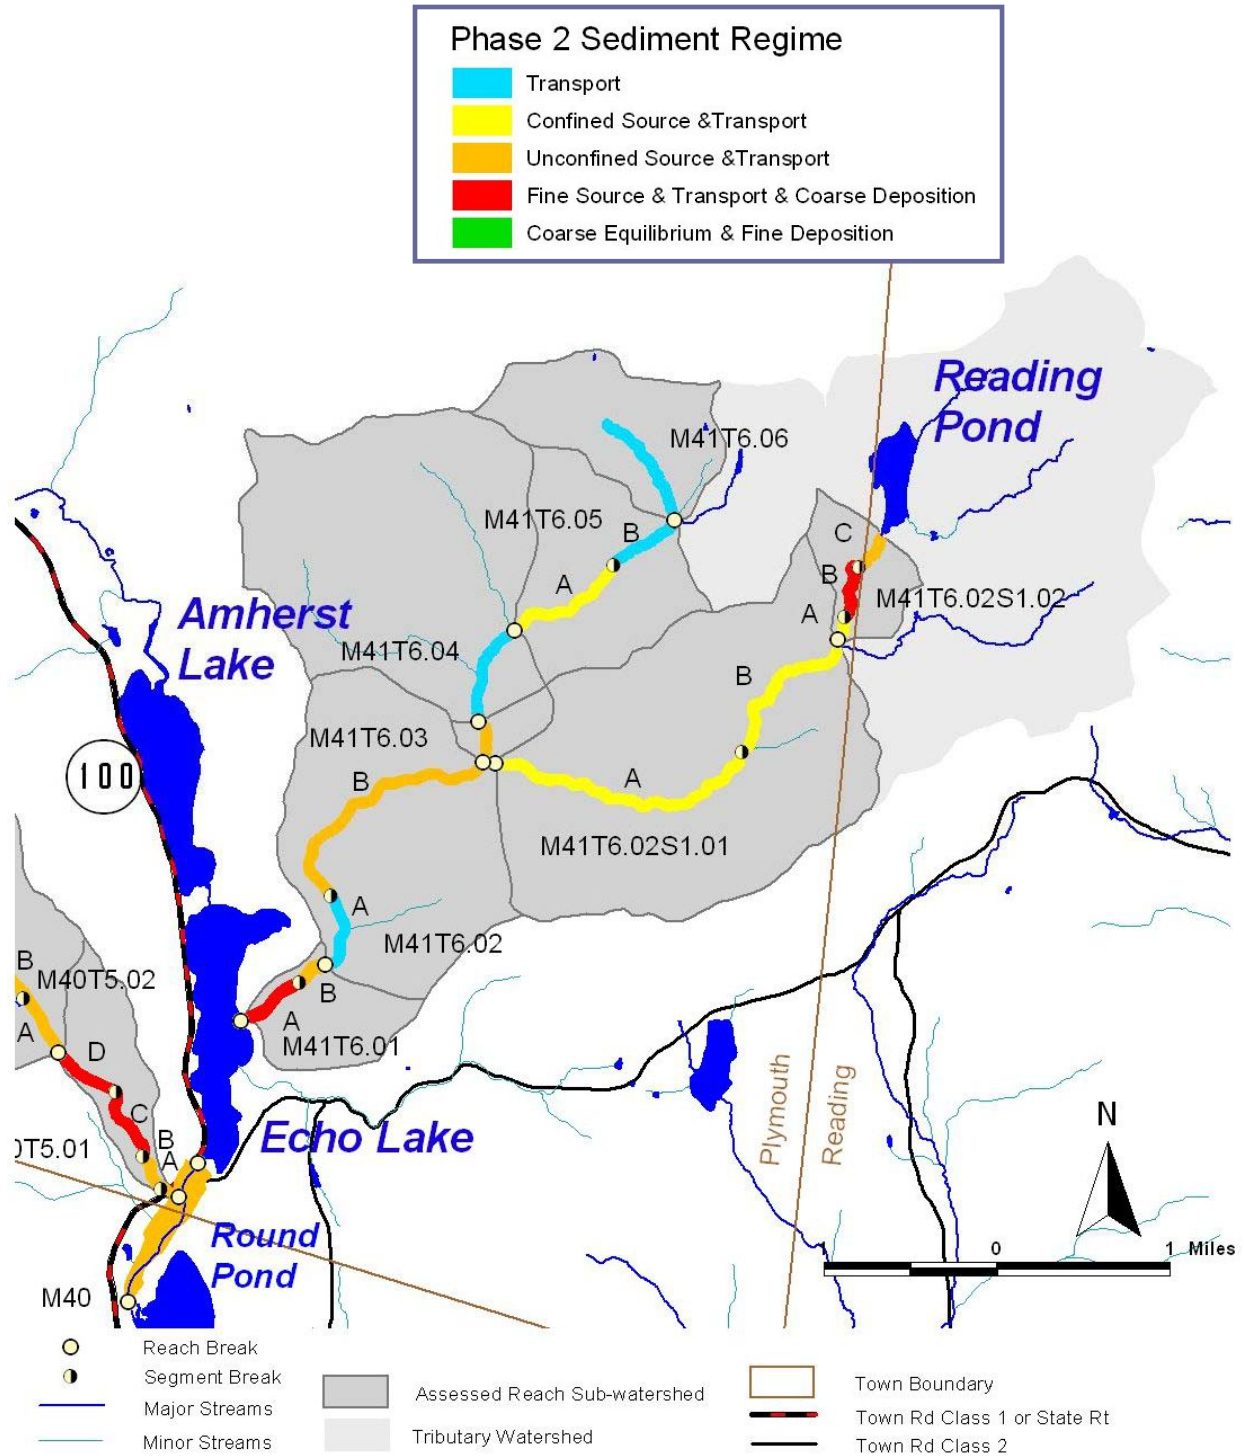 Phase 2 Sediment Regime
Transport
Confined Source &Transport
Unconfined Source &Transport
Fine Source & Transport & Coarse Deposition
Coarse Equilibrium & Fine Deposition
Reading
Pond
M41T6.06
M41T6.05
B
C
A
B
M41T6.02S1.02
A
Amherst
Lake
M41T6.04
B
M41T6.03
100
B
A
M41T6.02S1.01
A
M41T6.02
B
M40T5.02
B
A
A
M41T6.01
D
C
B
A
0T5.01
Echo Lake
Plymouth
Reading
N
Round
Pond
1
0
1 Miles
M40
Reach Break
Segment Break
Major Streams
Minor Streams
Assessed Reach Sub-watershed
Tributary Watershed
Town Boundary
Town Rd Class 1 or State Rt
Town Rd Class 2